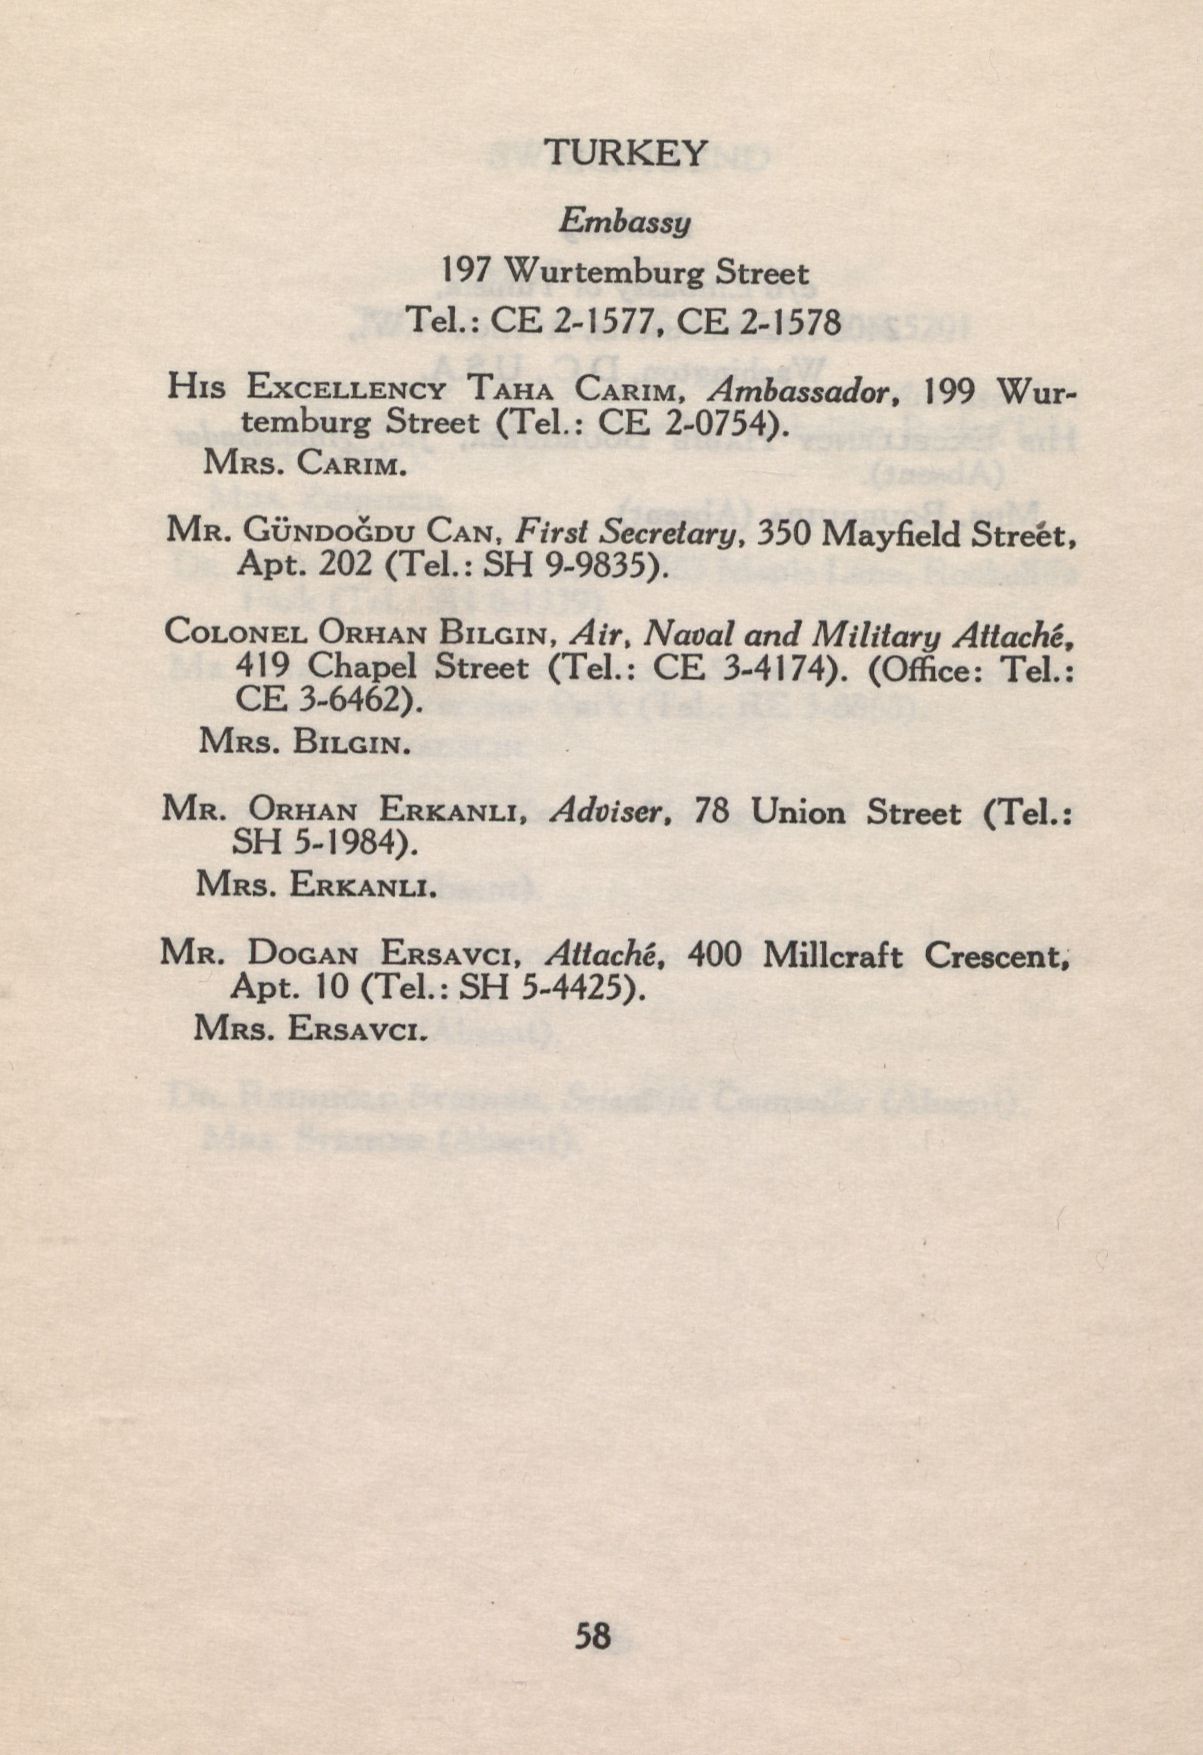 TURKEY
Embassy
197 Wurtemburg Street
Tel.: CE 2-1577, CE 2-1578
His Excellency Taha Carim, Ambassador, 199 Wur-
temburg Street (Tel.: CE 2-0754).
Mrs. Carim.
Mr. Gündoğdu Can, First Secretary, 350 Mayfield Street,
Apt. 202 (Tel.: SH 9-9835).
Colonel Orhan Bilgin, Air, Naval and Military Attaché,
419 Chapel Street (Tel.: CE 3-4174). (Office: Tel.:
CE 3-6462).
Mrs. Bilgin.
Mr. Orhan Erkanli, Adviser, 78 Union Street (Tel.:
SH 5-1984).
Mrs. Erkanli.
Mr. Dogan Ersavci, Attaché, 400 Millcraft Crescent,
Apt. 10 (Tel.: SH 5-4425).
Mrs. Ersavci.
58